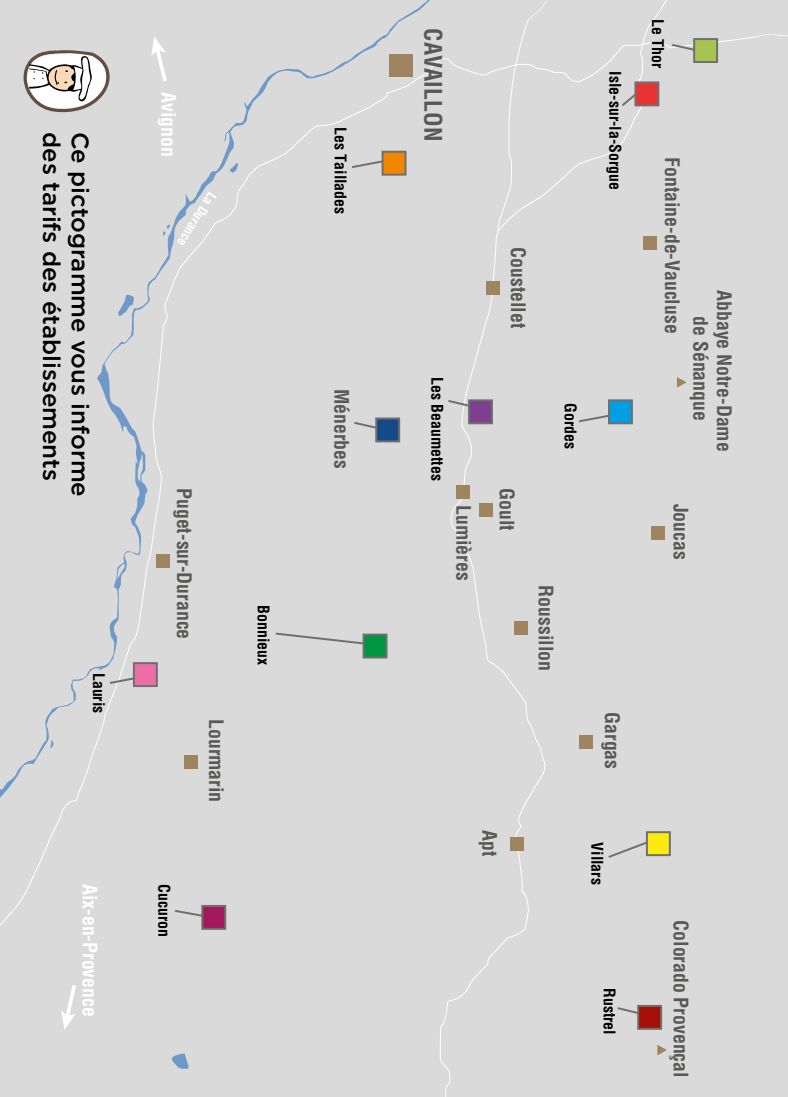 Le Thor
Isle-sur-la-Sorgue
Fontaine-de-Vaucluse
Abbaye Notre-Dame
de Sénanque
Joucas
Gargas
Villars
Colorado Provençal
Rustrel
CAVAILLON
Les Taillades
Coustellet
Les Beaumettes
Gordes
Goult
Lumières
Roussillon
Apt
Ménerbes
Bonnieux
Avignon
La Durance
Puget-sur-Durance
Lauris
Lourmarin
Cucuron
Aix-en-Provence
Ce pictogramme vous informe
des tarifs des établissements